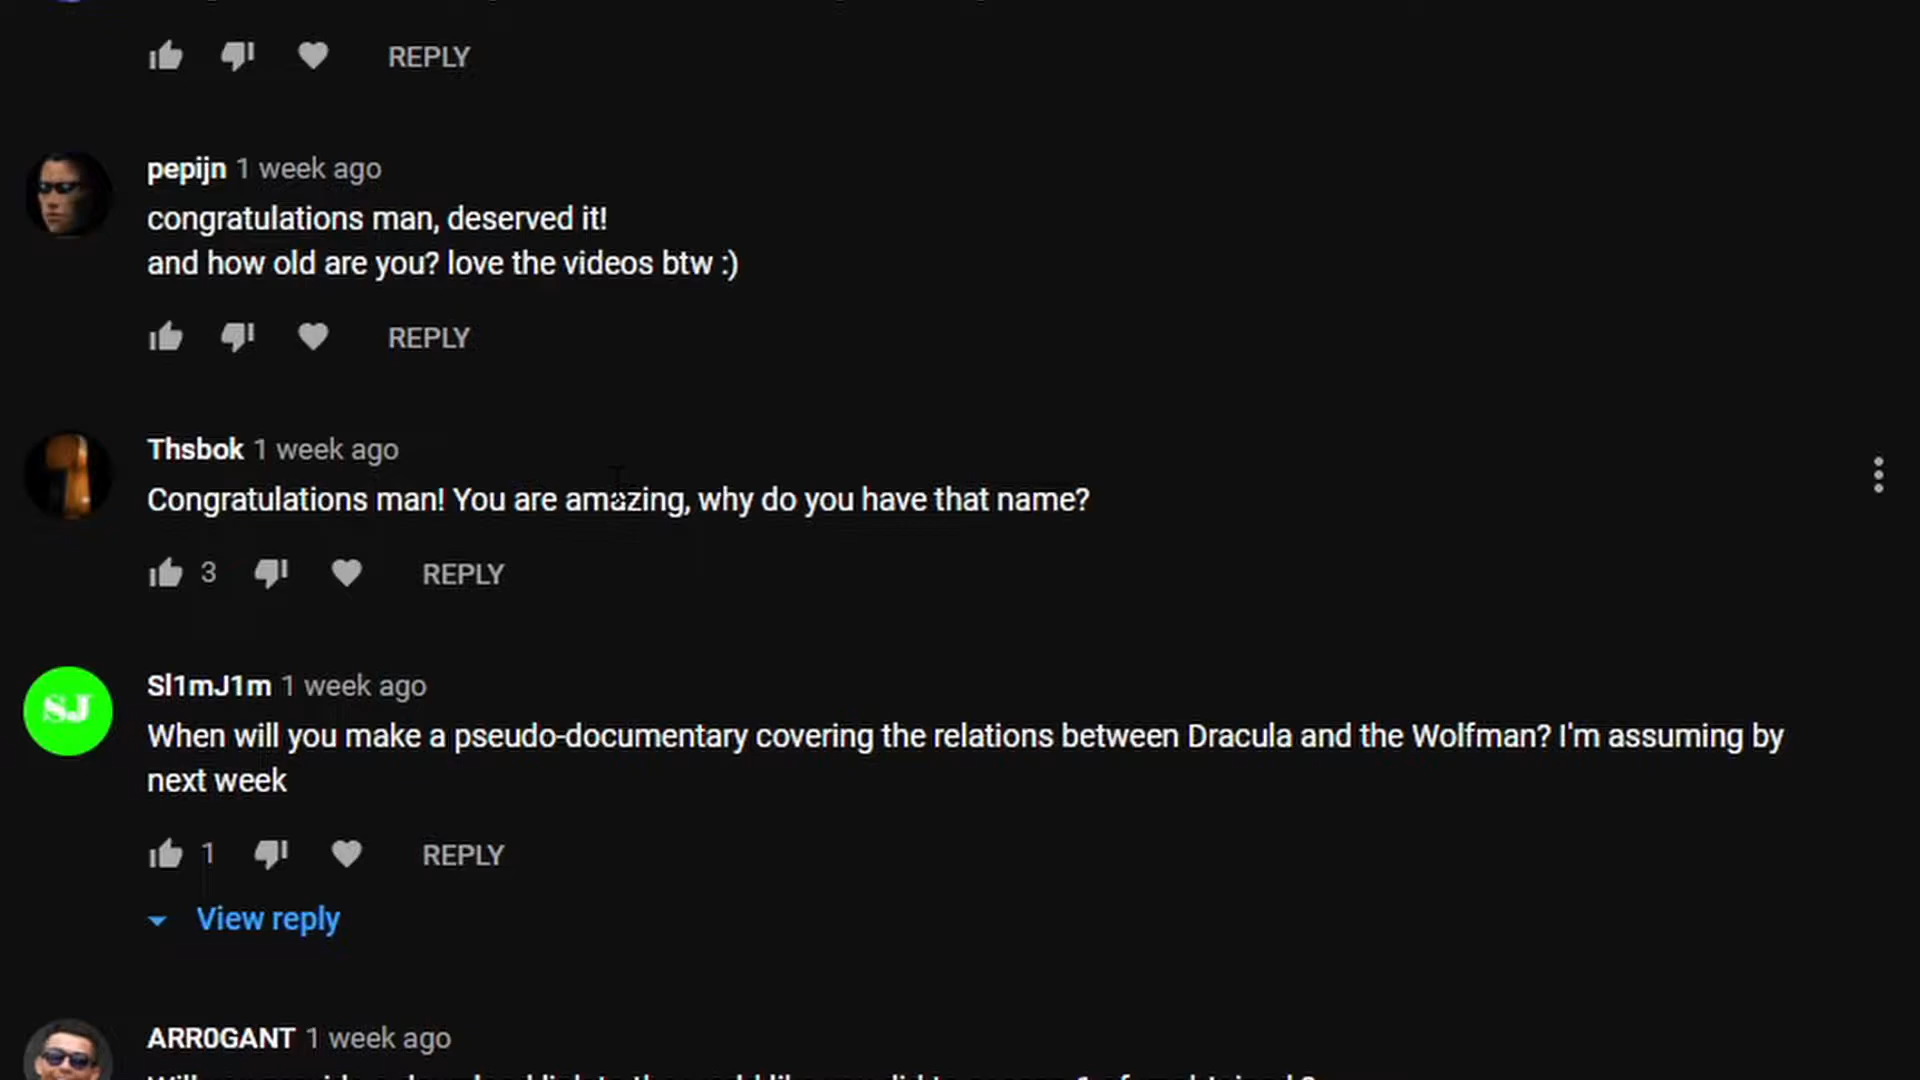 REPLY
pepijn 1 week ago
congratulations man, deserved it!
and how old are you? love the videos btw :)
REPLY
Thsbok 1 week ago
Congratulations man! You are amazing, why do you have that name?
3 REPLY
SJ
Sl1mJ1m 1 week ago
When will you make a pseudo-documentary covering the relations between Dracula and the Wolfman? I'm assuming by
next week
1 REPLY
View reply
ARR0GANT 1 week ago